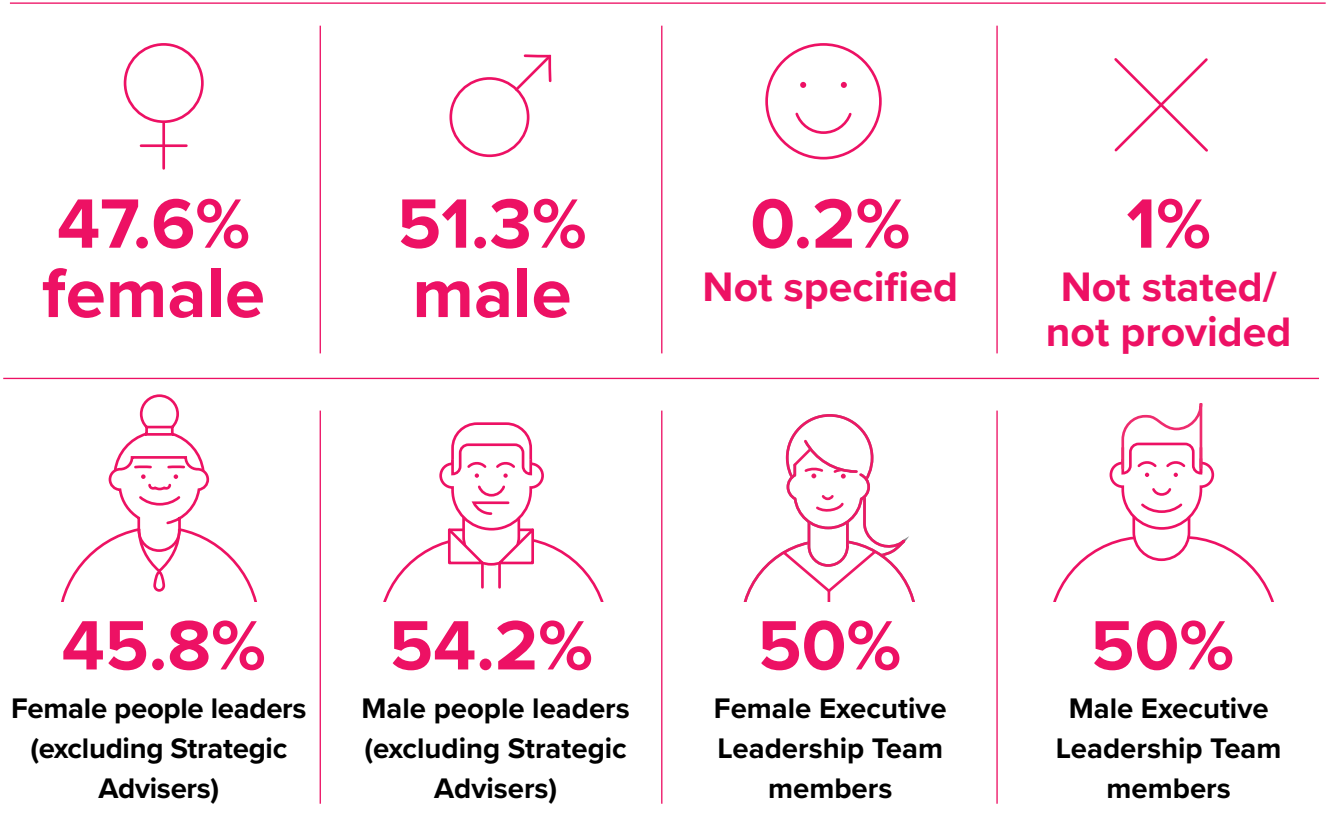 47.6%
female
51.3%
male
0.2%
Not specified
1%
Not stated/
not provided
45.8%
Female people leaders
(excluding Strategic
Advisers)
54.2%
Male people leaders
(excluding Strategic
Advisers)
50%
Female Executive
Leadership Team
members
50%
Male Executive
Leadership Team
members